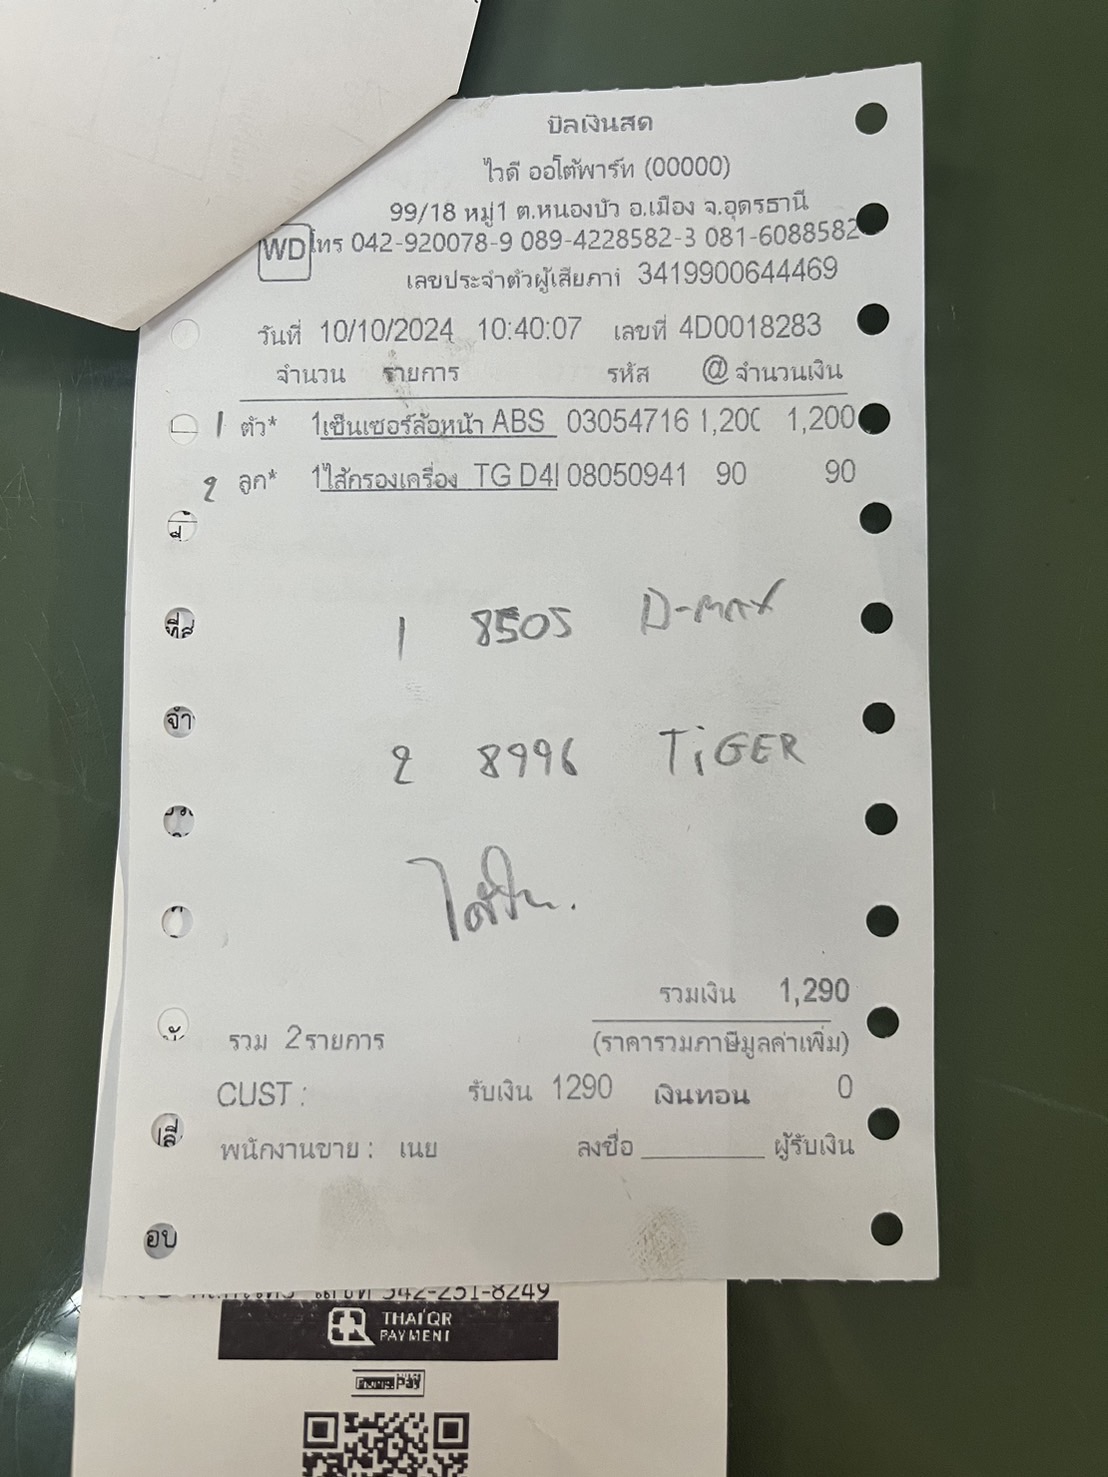 บิลเงินสด
ไวดี ออโต้พาร์ท (00000)
99/18 หมู่1 ต.หนองบัว อ.เมือง จ.อุดรธานี
WD โทร 042-920078-9 089-4228582-3 081-6088582
เลขประจำตัวผู้เสียภาษี 3419900644469
วันที่ 10/10/2024 10:40:07 เลขที่ 4D0018283
จำนวน รายการ รหัส @ จำนวนเงิน
1 ตัว* 1เซ็นเซอร์ล้อหน้า ABS 03054716 1,200 1,200
2 ลูก* 1ไส้กรองเครื่อง TG D4I 08050941 90 90
1 8505 D-MAX
2 8996 TiGER
รวมเงิน 1,290
รวม 2รายการ (ราคารวมภาษีมูลค่าเพิ่ม)
CUST : รับเงิน 1290 เงินทอน 0
พนักงานขาย : เนย ลงชื่อ ผู้รับเงิน
อบ
342-251-8249
THAI QR
PAYMENT
PromptPay